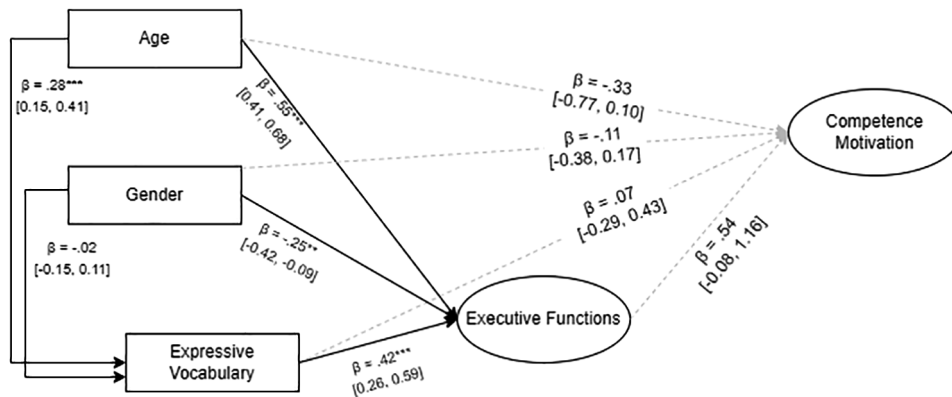 Age
β = .28***
[0.15, 0.41]
β = .55***
[0.41, 0.68]
β = -.33
[-0.77, 0.10]
Competence
Motivation
β = -.11
[-0.38, 0.17]
Gender
β = -.02
[-0.15, 0.11]
β = -.25**
[-0.42, -0.09]
β = .07
[-0.29, 0.43]
β = .54
[-0.08, 1.16]
Executive Functions
Expressive
Vocabulary
β = .42***
[0.26, 0.59]